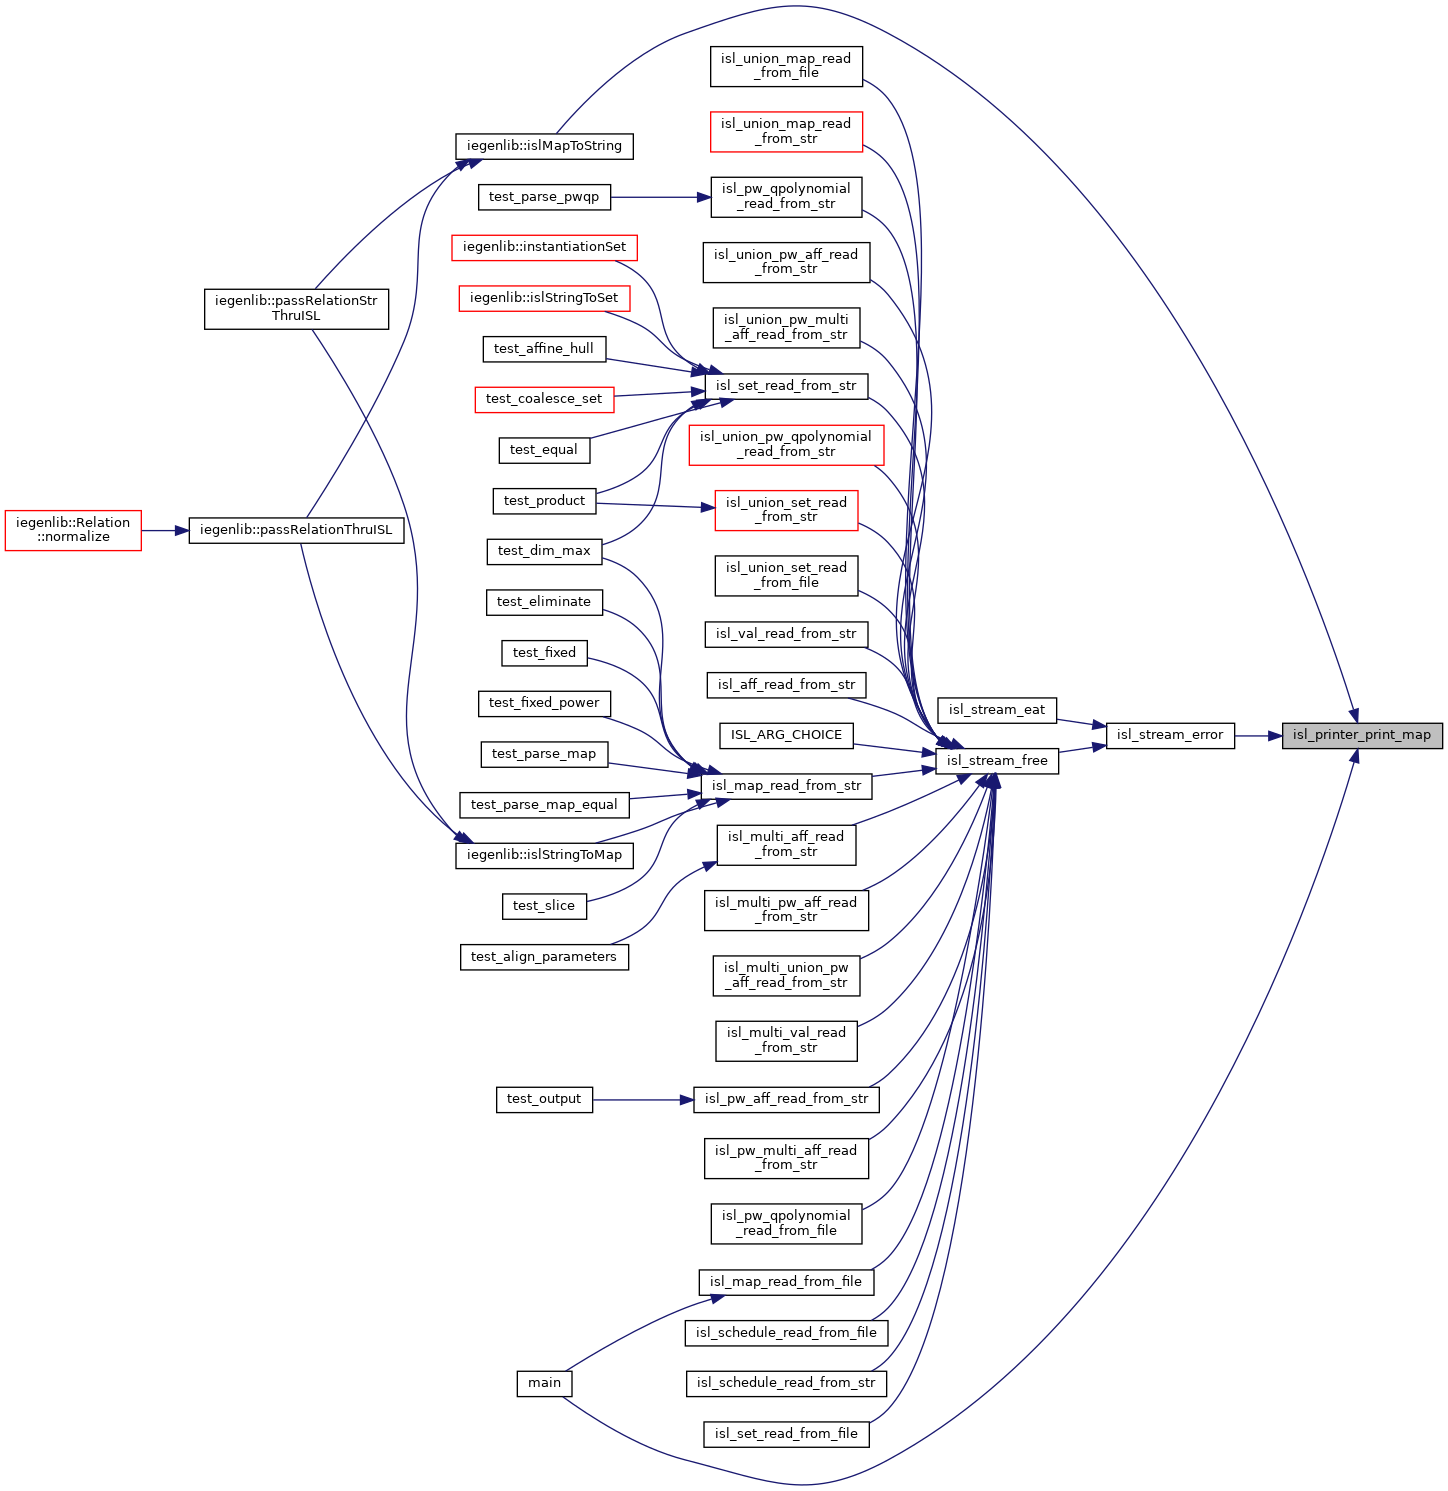 isl_union_map_read
_from_file
isl_union_map_read
_from_str
iegenlib::islMapToString
isl_pw_qpolynomial
_read_from_str
test_parse_pwqp
iegenlib::instantiationSet
isl_union_pw_aff_read
_from_str
iegenlib::islStringToSet
iegenlib::passRelationStr
ThruISL
isl_union_pw_multi
_aff_read_from_str
test_affine_hull
isl_set_read_from_str
test_coalesce_set
isl_union_pw_qpolynomial
_read_from_str
test_equal
test_product
isl_union_set_read
_from_str
iegenlib::Relation
::normalize
iegenlib::passRelationThruISL
test_dim_max
isl_union_set_read
_from_file
test_eliminate
isl_val_read_from_str
test_fixed
isl_aff_read_from_str
test_fixed_power
isl_stream_eat
ISL_ARG_CHOICE
isl_stream_error
isl_printer_print_map
test_parse_map
isl_stream_free
isl_map_read_from_str
test_parse_map_equal
isl_multi_aff_read
_from_str
iegenlib::islStringToMap
test_slice
isl_multi_pw_aff_read
_from_str
test_align_parameters
isl_multi_union_pw
_aff_read_from_str
isl_multi_val_read
_from_str
test_output
isl_pw_aff_read_from_str
isl_pw_multi_aff_read
_from_str
isl_pw_qpolynomial
_read_from_file
isl_map_read_from_file
isl_schedule_read_from_file
main
isl_schedule_read_from_str
isl_set_read_from_file